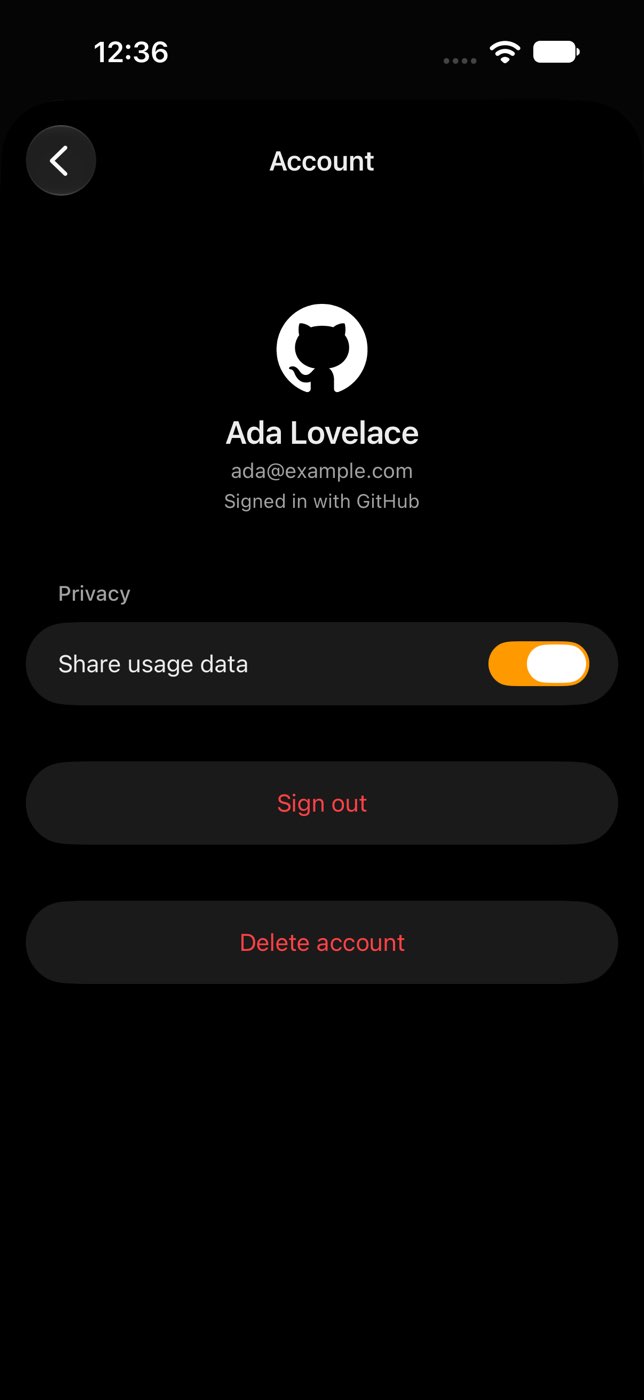 12:36
Account
Ada Lovelace
ada@example.com
Signed in with GitHub
Privacy
Share usage data
Sign out
Delete account